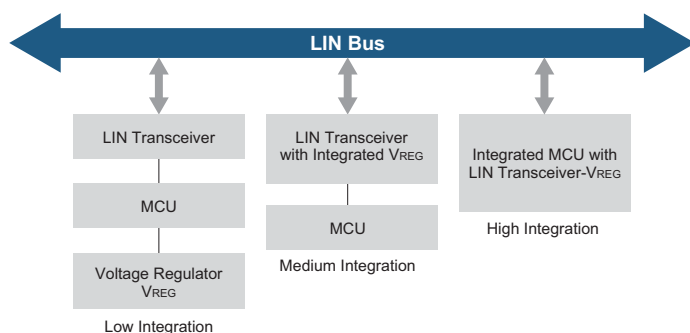 LIN Bus
LIN Transceiver
MCU
Voltage Regulator
VREG
Low Integration
LIN Transceiver
with Integrated VREG
MCU
Medium Integration
Integrated MCU with
LIN Transceiver-VREG
High Integration